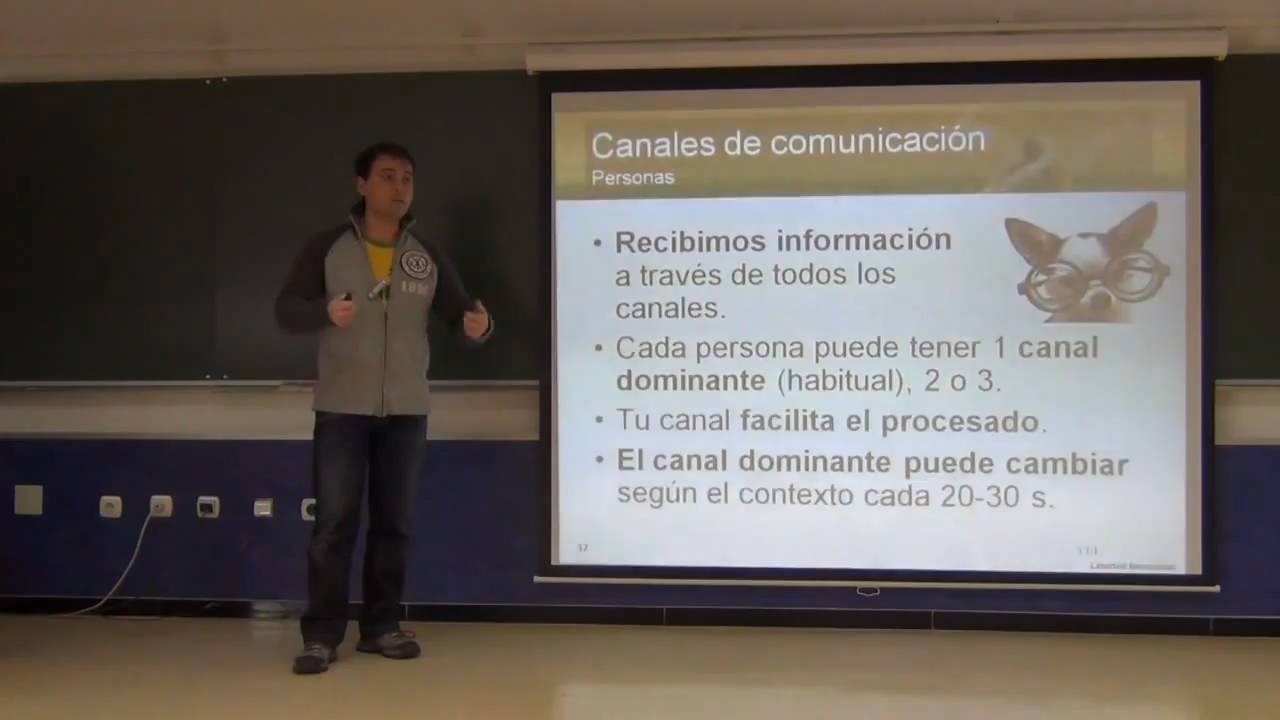 Canales de comunicación
Personas
• Recibimos información
a través de todos los
canales.
• Cada persona puede tener 1 canal
dominante (habitual), 2 o 3.
• Tu canal facilita el procesado.
• El canal dominante puede cambiar
según el contexto cada 20-30 s.
17